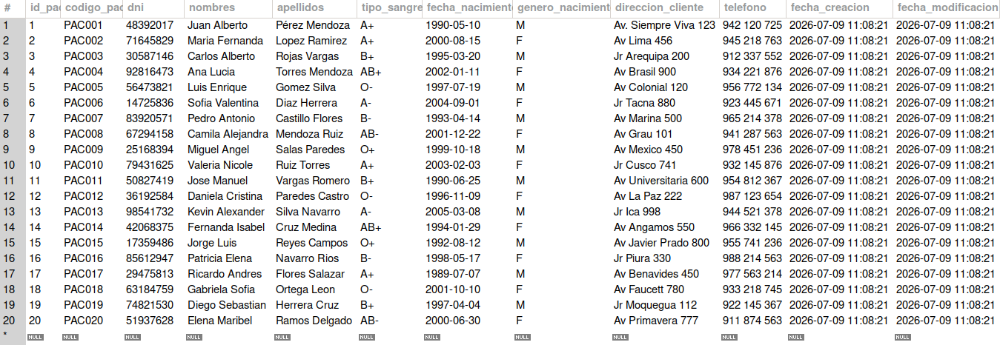 # id_pac codigo_pac dni nombres apellidos tipo_sangre fecha_nacimient genero_nacimient direccion_cliente telefono fecha_creacion fecha_modificacion
1 1 PAC001 48392017 Juan Alberto Pérez Mendoza A+ 1990-05-10 M Av. Siempre Viva 123 942 120 725 2026-07-09 11:08:21 2026-07-09 11:08:21
2 2 PAC002 71645829 Maria Fernanda Lopez Ramirez A+ 2000-08-15 F Av Lima 456 945 218 763 2026-07-09 11:08:21 2026-07-09 11:08:21
3 3 PAC003 30587146 Carlos Alberto Rojas Vargas B+ 1995-03-20 M Jr Arequipa 200 912 337 552 2026-07-09 11:08:21 2026-07-09 11:08:21
4 4 PAC004 92816473 Ana Lucia Torres Mendoza AB+ 2002-01-11 F Av Brasil 900 934 221 876 2026-07-09 11:08:21 2026-07-09 11:08:21
5 5 PAC005 56473821 Luis Enrique Gomez Silva O- 1997-07-19 M Av Colonial 120 956 772 134 2026-07-09 11:08:21 2026-07-09 11:08:21
6 6 PAC006 14725836 Sofia Valentina Diaz Herrera A- 2004-09-01 F Jr Tacna 880 923 445 671 2026-07-09 11:08:21 2026-07-09 11:08:21
7 7 PAC007 83920571 Pedro Antonio Castillo Flores B- 1993-04-14 M Av Marina 500 965 214 378 2026-07-09 11:08:21 2026-07-09 11:08:21
8 8 PAC008 67294158 Camila Alejandra Mendoza Ruiz AB- 2001-12-22 F Av Grau 101 941 287 563 2026-07-09 11:08:21 2026-07-09 11:08:21
9 9 PAC009 25168394 Miguel Angel Salas Paredes O+ 1999-10-18 M Av Mexico 450 978 451 236 2026-07-09 11:08:21 2026-07-09 11:08:21
10 10 PAC010 79431625 Valeria Nicole Ruiz Torres A+ 2003-02-03 F Jr Cusco 741 932 145 876 2026-07-09 11:08:21 2026-07-09 11:08:21
11 11 PAC011 50827419 Jose Manuel Vargas Romero B+ 1990-06-25 M Av Universitaria 600 954 812 367 2026-07-09 11:08:21 2026-07-09 11:08:21
12 12 PAC012 36192584 Daniela Cristina Paredes Castro O- 1996-11-09 F Av La Paz 222 987 123 654 2026-07-09 11:08:21 2026-07-09 11:08:21
13 13 PAC013 98541732 Kevin Alexander Silva Navarro A- 2005-03-08 M Jr Ica 998 944 521 378 2026-07-09 11:08:21 2026-07-09 11:08:21
14 14 PAC014 42068375 Fernanda Isabel Cruz Medina AB+ 1994-01-29 F Av Angamos 550 966 332 145 2026-07-09 11:08:21 2026-07-09 11:08:21
15 15 PAC015 17359486 Jorge Luis Reyes Campos O+ 1992-08-12 M Av Javier Prado 800 955 741 236 2026-07-09 11:08:21 2026-07-09 11:08:21
16 16 PAC016 85612947 Patricia Elena Navarro Rios B- 1998-05-17 F Jr Piura 330 988 214 563 2026-07-09 11:08:21 2026-07-09 11:08:21
17 17 PAC017 29475813 Ricardo Andres Flores Salazar A+ 1989-07-07 M Av Benavides 450 977 563 214 2026-07-09 11:08:21 2026-07-09 11:08:21
18 18 PAC018 63184759 Gabriela Sofia Ortega Leon O- 2001-10-10 F Av Faucett 780 933 218 745 2026-07-09 11:08:21 2026-07-09 11:08:21
19 19 PAC019 74821530 Diego Sebastian Herrera Cruz B+ 1997-04-04 M Jr Moquegua 112 922 145 367 2026-07-09 11:08:21 2026-07-09 11:08:21
20 20 PAC020 51937628 Elena Maribel Ramos Delgado AB- 2000-06-30 F Av Primavera 777 911 874 563 2026-07-09 11:08:21 2026-07-09 11:08:21
* NULL NULL NULL NULL NULL NULL NULL NULL NULL NULL NULL NULL